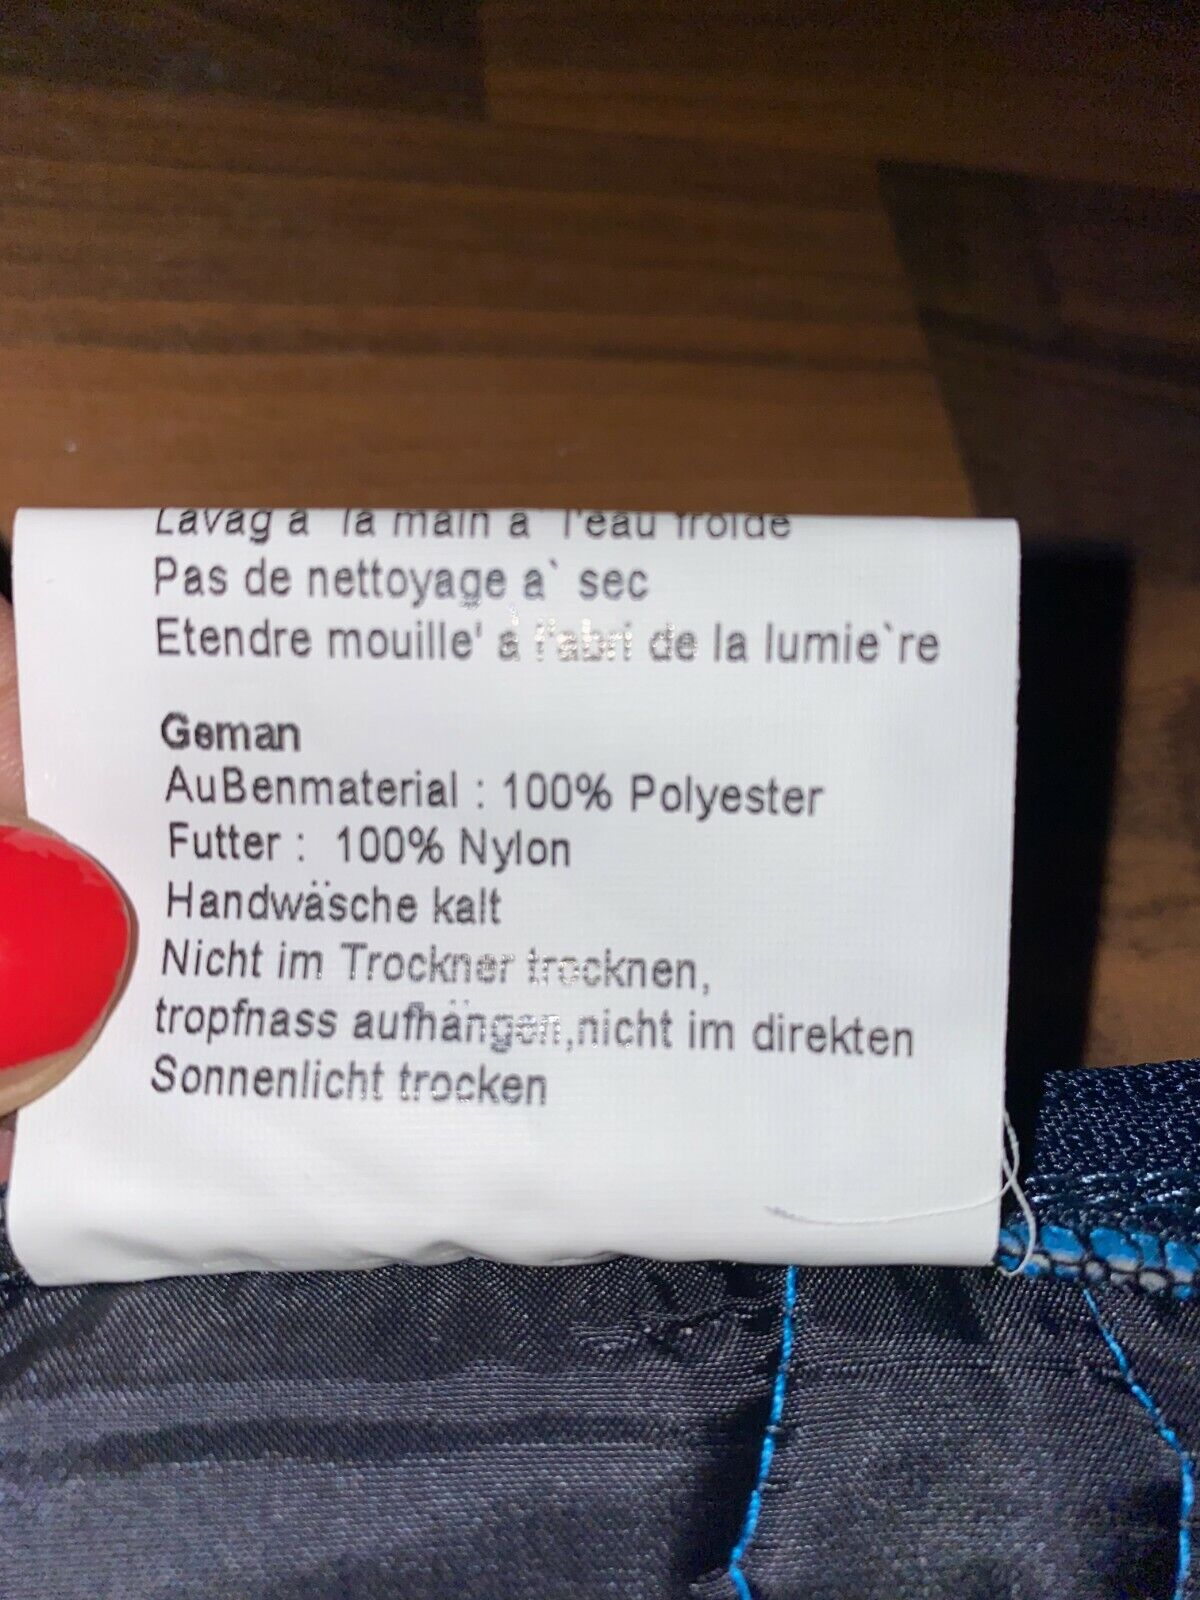 Lavag a` la main a` l'eau froide
Pas de nettoyage a` sec
Etendre mouille' à l'abri de la lumie`re
Geman
AuBenmaterial : 100% Polyester
Futter : 100% Nylon
Handwäsche kalt
Nicht im Trockner trocknen,
tropfnass aufhängen,nicht im direkten
Sonnenlicht trocken